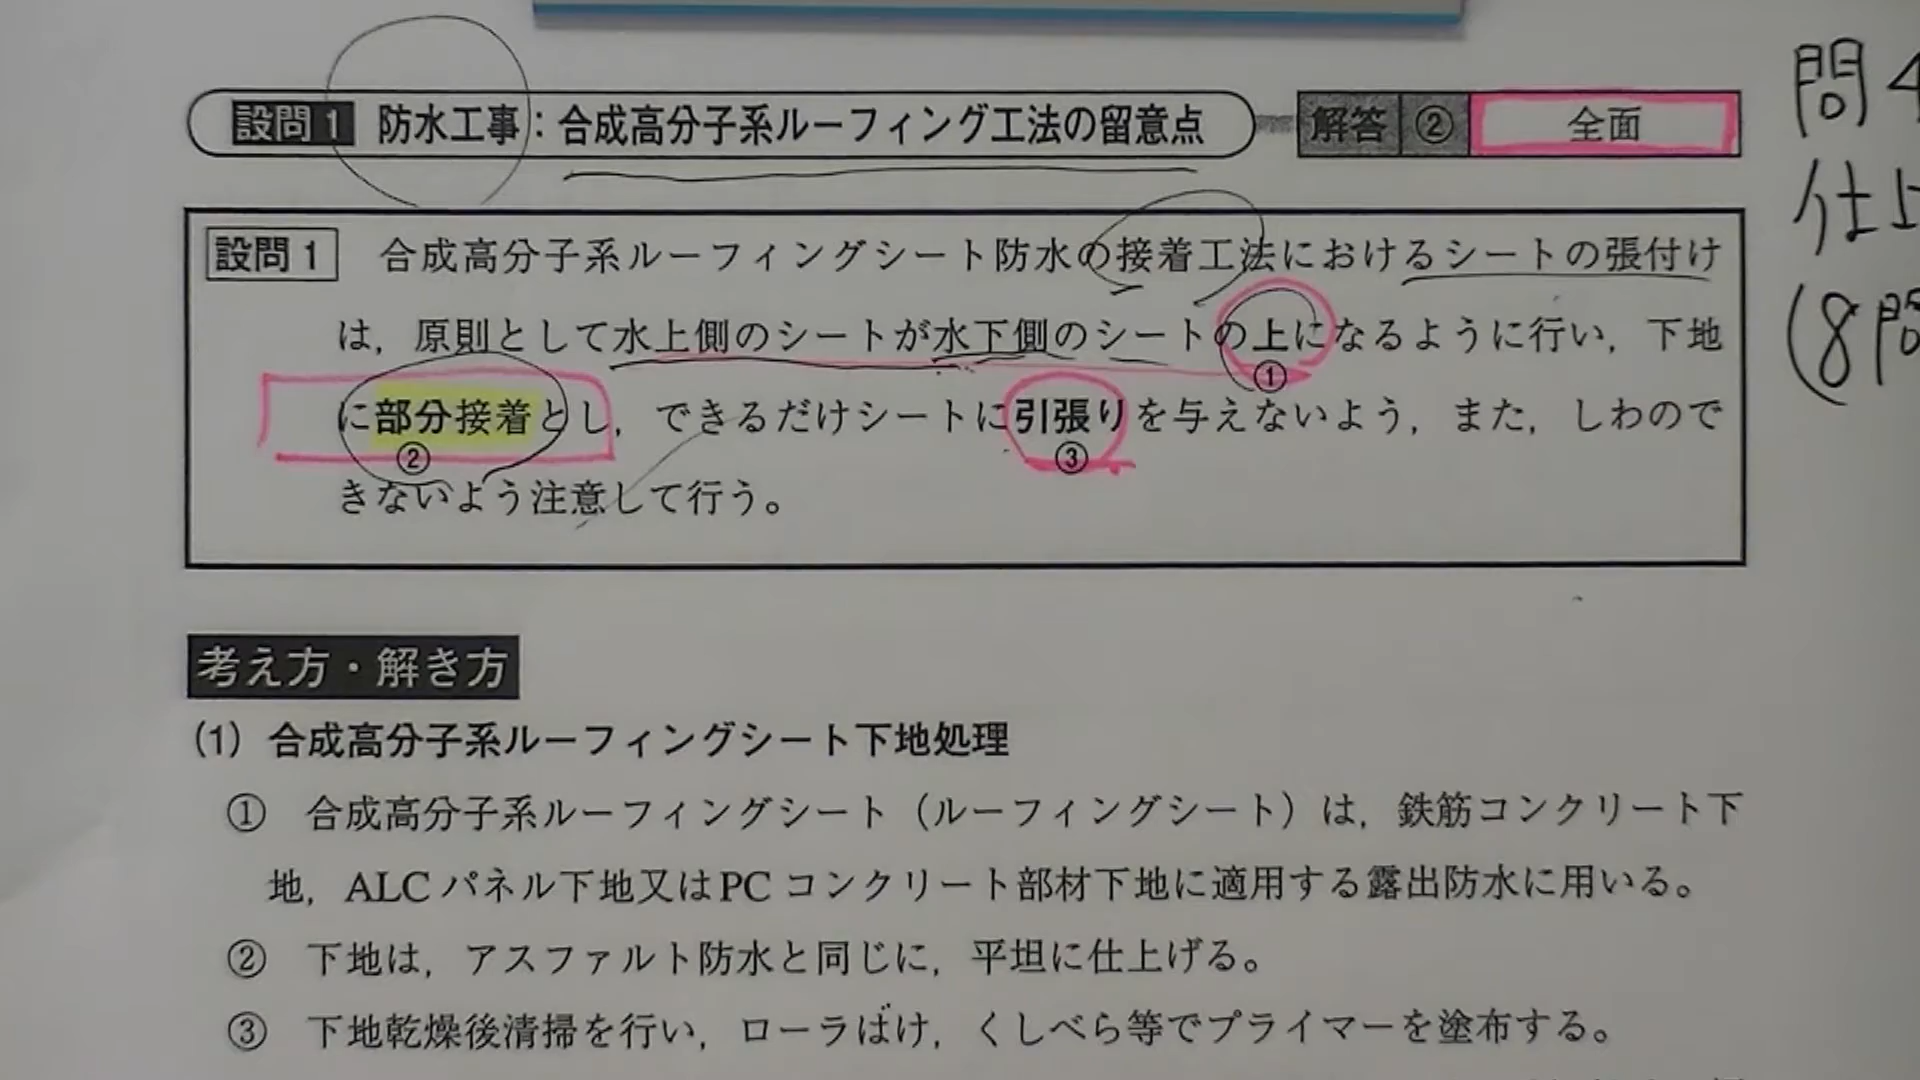 設問1 防水工事：合成高分子系ルーフィング工法の留意点 解答 ② 全面
問4
仕上
(8問
設問1 合成高分子系ルーフィングシート防水の接着工法におけるシートの張付け
は，原則として水上側のシートが水下側のシートの上になるように行い，下地
①
に部分接着とし，できるだけシートに引張りを与えないよう，また，しわので
② ③
きないよう注意して行う。
考え方・解き方
(1) 合成高分子系ルーフィングシート下地処理
① 合成高分子系ルーフィングシート（ルーフィングシート）は，鉄筋コンクリート下
地，ALCパネル下地又はPCコンクリート部材下地に適用する露出防水に用いる。
② 下地は，アスファルト防水と同じに，平坦に仕上げる。
③ 下地乾燥後清掃を行い，ローラばけ，くしべら等でプライマーを塗布する。